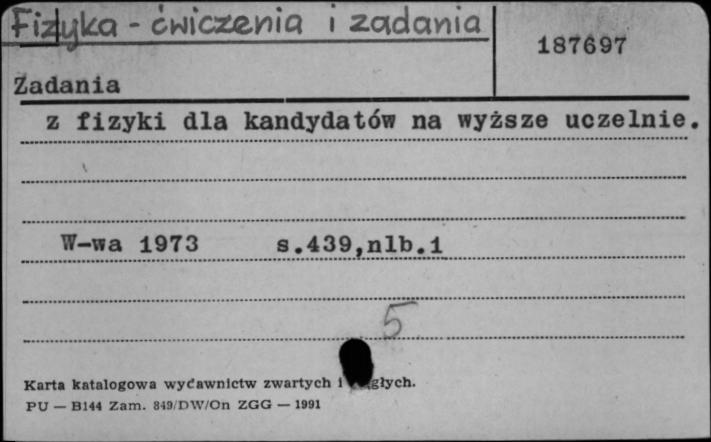 Fizyka - ćwiczenia i zadania
187697
Zadania
z fizyki dla kandydatów na wyższe uczelnie.
W-wa 1973 s.439,nlb.1
5
Karta katalogowa wydawnictw zwartych i głych.
PU — B144 Zam. 849/DW/On ZGG — 1991